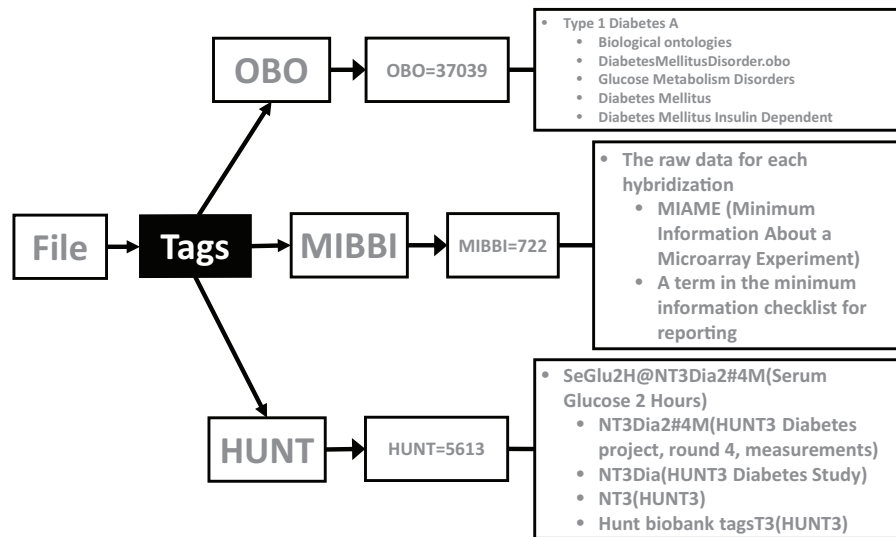 File
Tags
OBO
OBO=37039
• Type 1 Diabetes A
• Biological ontologies
• DiabetesMellitusDisorder.obo
• Glucose Metabolism Disorders
• Diabetes Mellitus
• Diabetes Mellitus Insulin Dependent
MIBBI
MIBBI=722
• The raw data for each
hybridization
• MIAME (Minimum
Information About a
Microarray Experiment)
• A term in the minimum
information checklist for
reporting
HUNT
HUNT=5613
• SeGlu2H@NT3Dia2#4M(Serum
Glucose 2 Hours)
• NT3Dia2#4M(HUNT3 Diabetes
project, round 4, measurements)
• NT3Dia(HUNT3 Diabetes Study)
• NT3(HUNT3)
• Hunt biobank tagsT3(HUNT3)